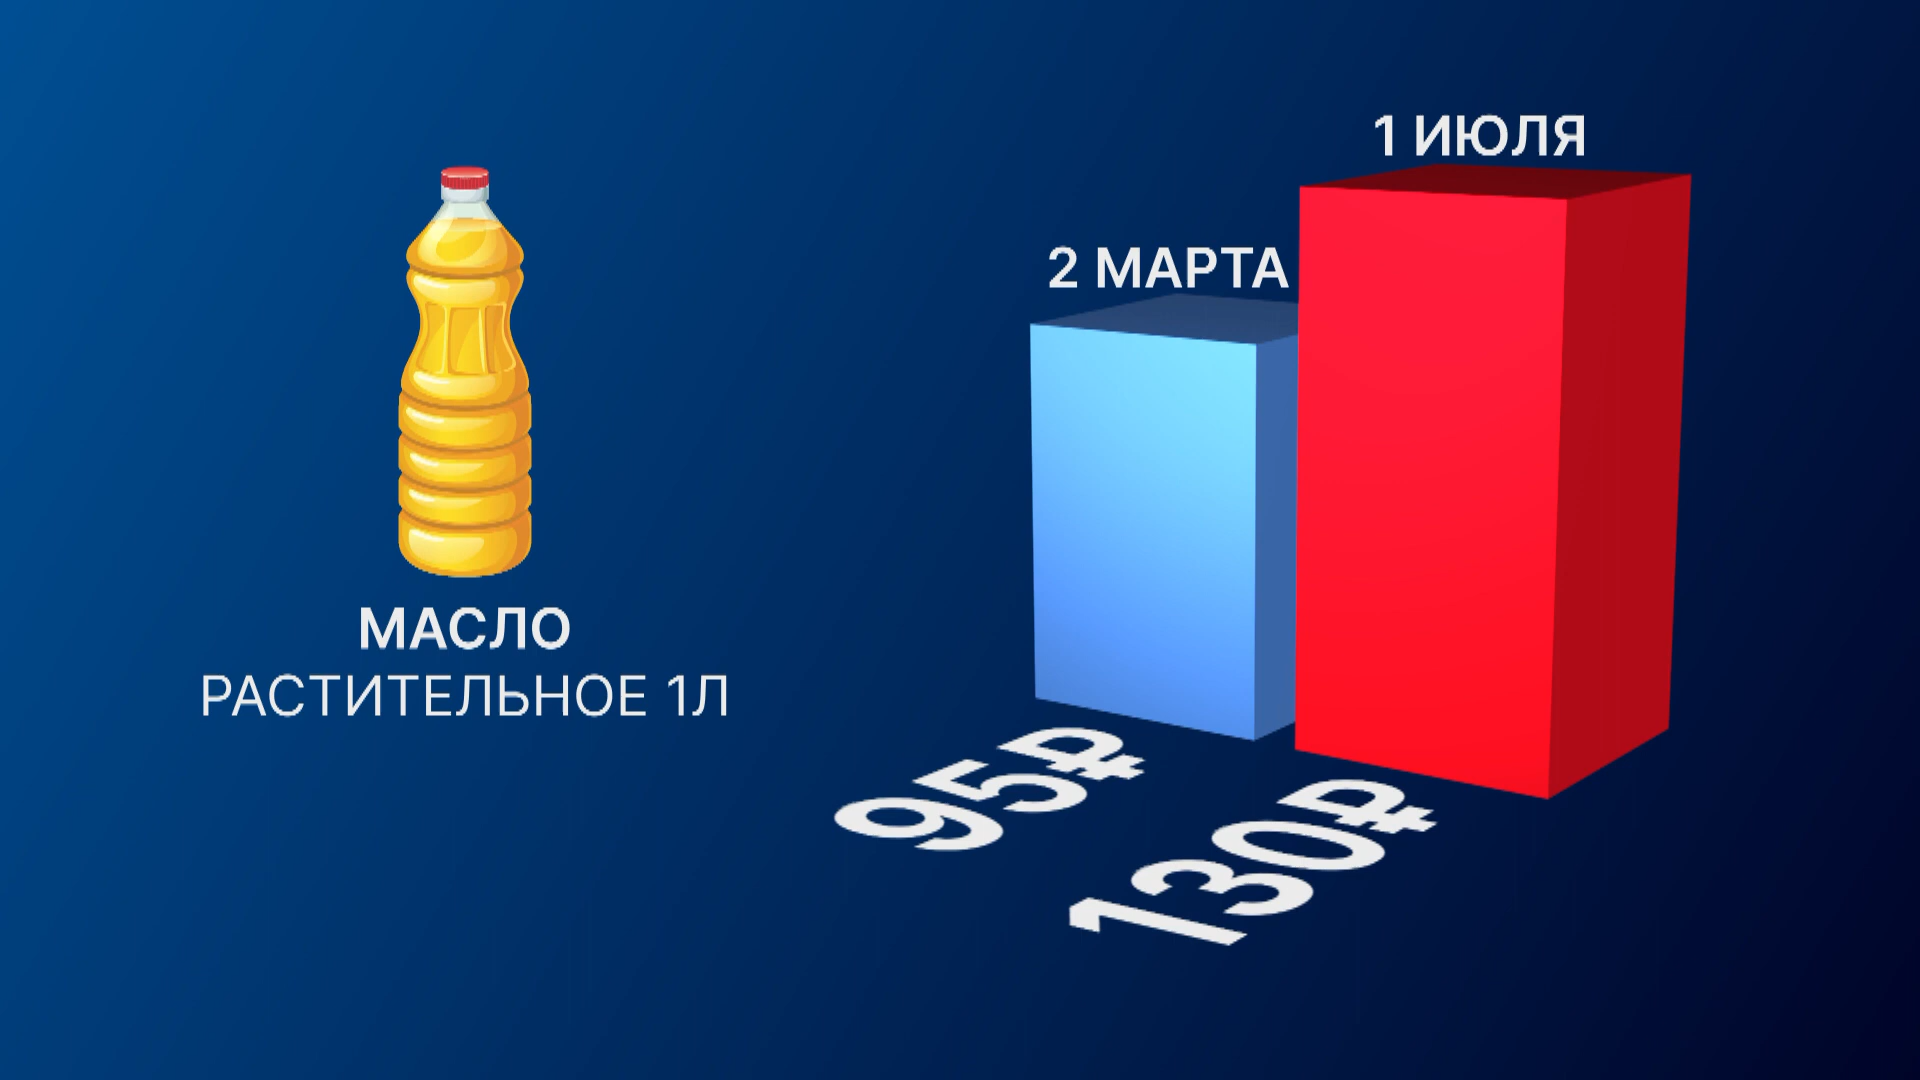 МАСЛО
РАСТИТЕЛЬНОЕ 1Л
2 МАРТА
1 ИЮЛЯ
95₽
130₽